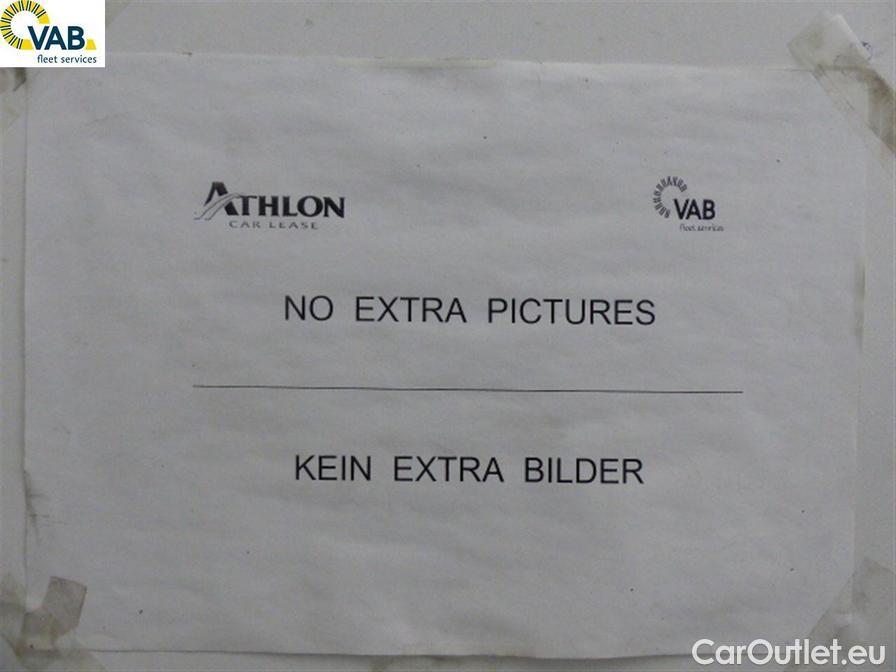 VAB
fleet services
ATHLON
CAR LEASE
VAB
fleet services
NO EXTRA PICTURES
KEIN EXTRA BILDER
CarOutlet.eu